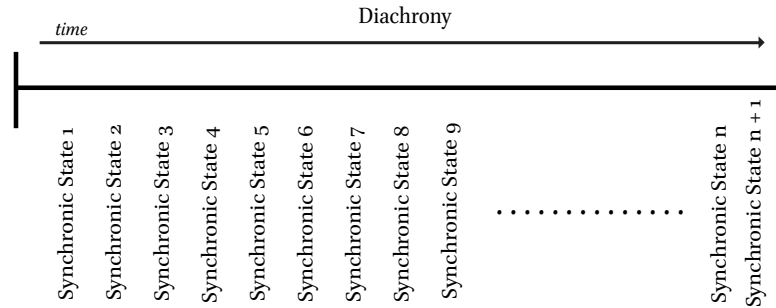 Diachrony
time
Synchronic State 1
Synchronic State 2
Synchronic State 3
Synchronic State 4
Synchronic State 5
Synchronic State 6
Synchronic State 7
Synchronic State 8
Synchronic State 9
Synchronic State n
Synchronic State n + 1